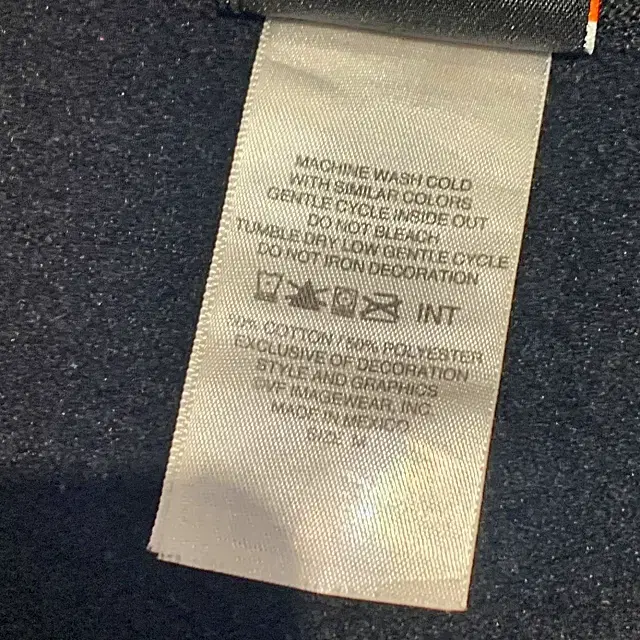 MACHINE WASH COLD
WITH SIMILAR COLORS
GENTLE CYCLE INSIDE OUT
DO NOT BLEACH
TUMBLE DRY LOW GENTLE CYCLE
DO NOT IRON DECORATION
INT
50% COTTON / 50% POLYESTER
EXCLUSIVE OF DECORATION
STYLE AND GRAPHICS
©VF IMAGEWEAR, INC.
MADE IN MEXICO
SIZE M